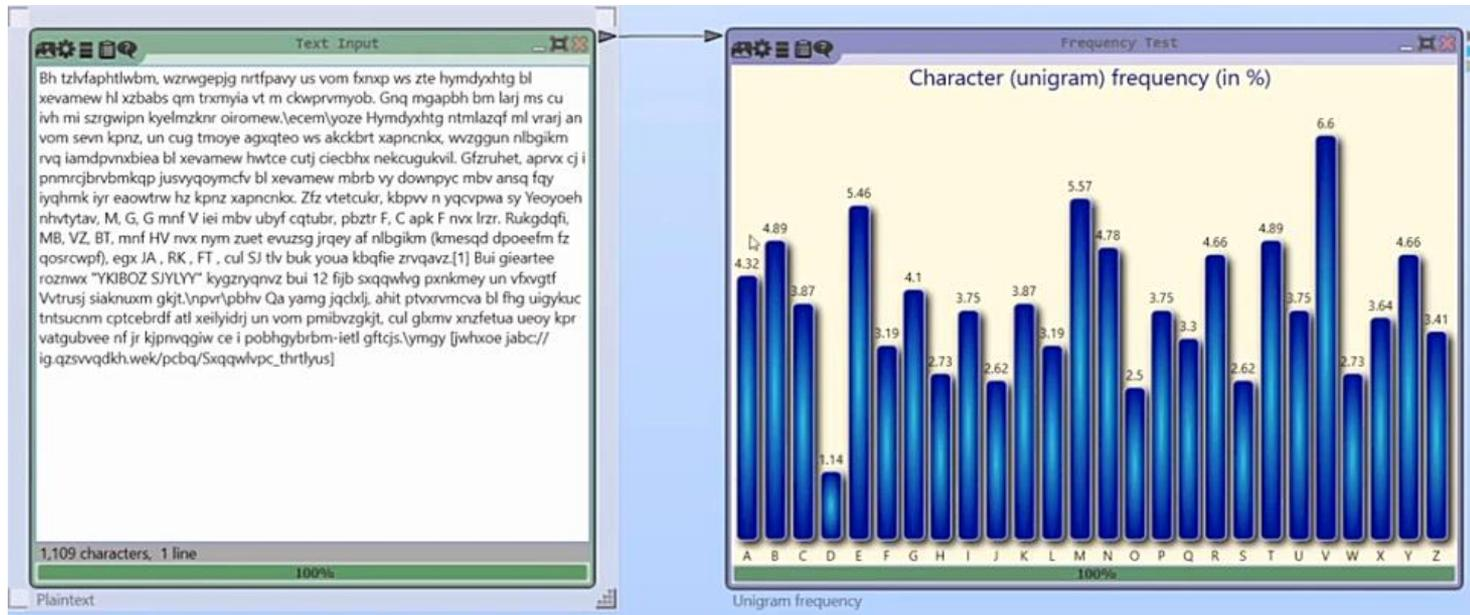 Text Input
Bh tzlvfaphtlwbm, wzrwgepjg nrtfpavy us vom fxnxp ws zte hymdyxhtg bl
xevamew hl xzbabs qm trxmyia vt m ckwprvmyob. Gnq mgapbh bm larj ms cu
ivh mi szrgwipn kyelmzknr oiromew.\ecem\yoze Hymdyxhtg ntmlazqf ml vrarj an
vom sevn kpnz, un cug tmoye agxqteo ws akckbrt xapncnkx, wvzggun nlbgikm
rvq iamdpvnxbiea bl xevamew hwtce cutj ciecbhx nekcugukvil. Gfzruhet, aprvx cj i
pnmrcjbrvbmkqp jusvyqoymcfv bl xevamew mbrb vy downpyc mbv ansq fqy
iyqhmk iyr eaowtrw hz kpnz xapncnkx. Zfz vtetcukr, kbpvv n yqcvpwa sy Yeoyoeh
nhvtytav, M, G, G mnf V iei mbv ubyf cqtubr, pbztr F, C apk F nvx lrzr. Rukgdqfi,
MB, VZ, BT, mnf HV nvx nym zuet evuzsg jrqey af nlbgikm (kmesqd dpoeefm fz
qosrcwpf), egx JA , RK , FT , cul SJ tlv buk youa kbqfie zrvqavz.[1] Bui gieartee
roznwx "YKIBOZ SJYLYY" kygzryqnvz bui 12 fijb sxqqwlvg pxnkmey un vfxvgtf
Vvtrusj siaknuxm gkjt.\npvr\pbhv Qa yamg jqclxlj, ahit ptvxrvmcva bl fhg uigykuc
tntsucnm cptcebrdf atl xeilyidrj un vom pmibvzgkjt, cul glxmv xnzfetua ueoy kpr
vatgubvee nf jr kjpnvqgiw ce i pobhgybrbm-ietl gftcjs.\ymgy [jwhxoe jabc://
ig.qzsvvqdkh.wek/pcbq/Sxqqwlvpc_thrtlyus]
1,109 characters, 1 line
100%
Plaintext
Frequency Test
Character (unigram) frequency (in %)
4.32 4.89 3.87 1.14 5.46 3.19 4.1 2.73 3.75 2.62 3.87 3.19 5.57 4.78 2.5 3.75 3.3 4.66 2.62 4.89 3.75 6.6 2.73 3.64 4.66 3.41
A B C D E F G H I J K L M N O P Q R S T U V W X Y Z
100%
Unigram frequency